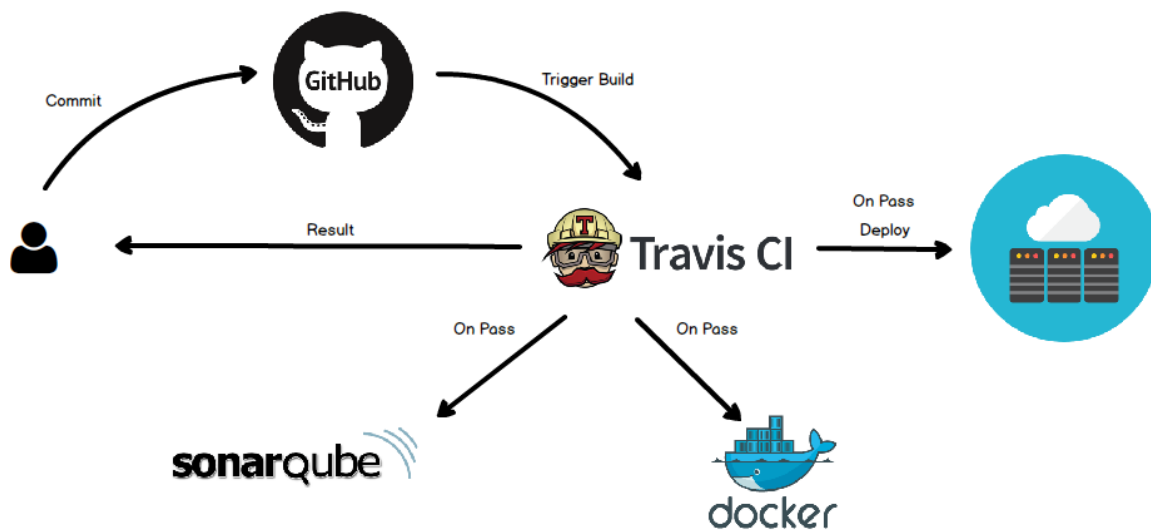 GitHub
Commit
Trigger Build
On Pass
Deploy
Result
T
Travis CI
On Pass
On Pass
sonarqube
docker